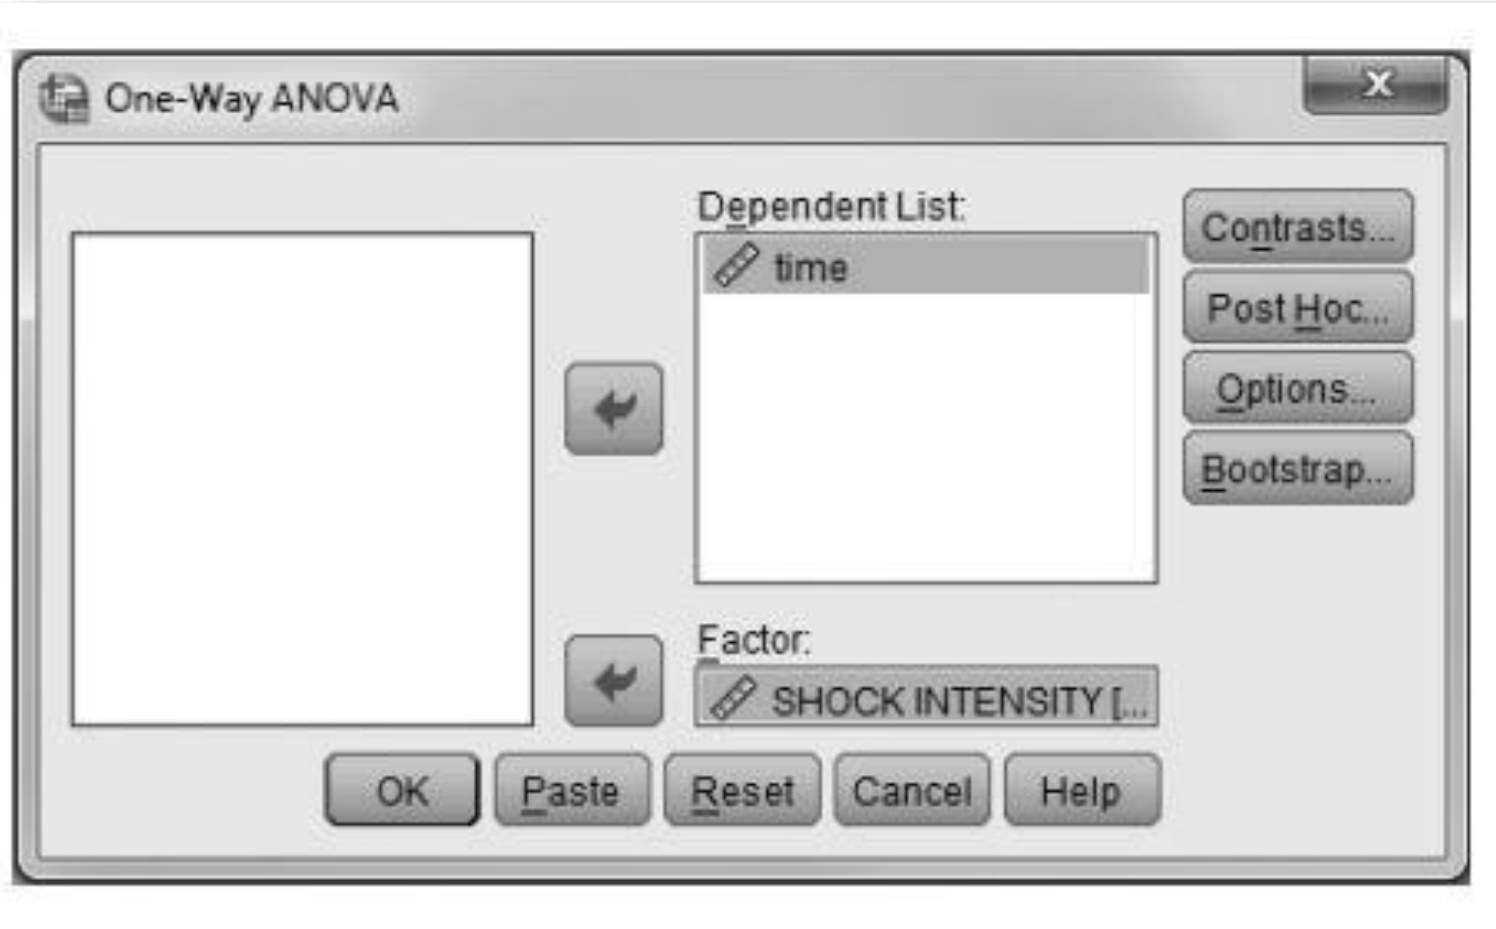 One-Way ANOVA
x
Dependent List:
time
Contrasts...
Post Hoc...
Options...
Bootstrap...
Factor:
SHOCK INTENSITY [...
OK
Paste
Reset
Cancel
Help